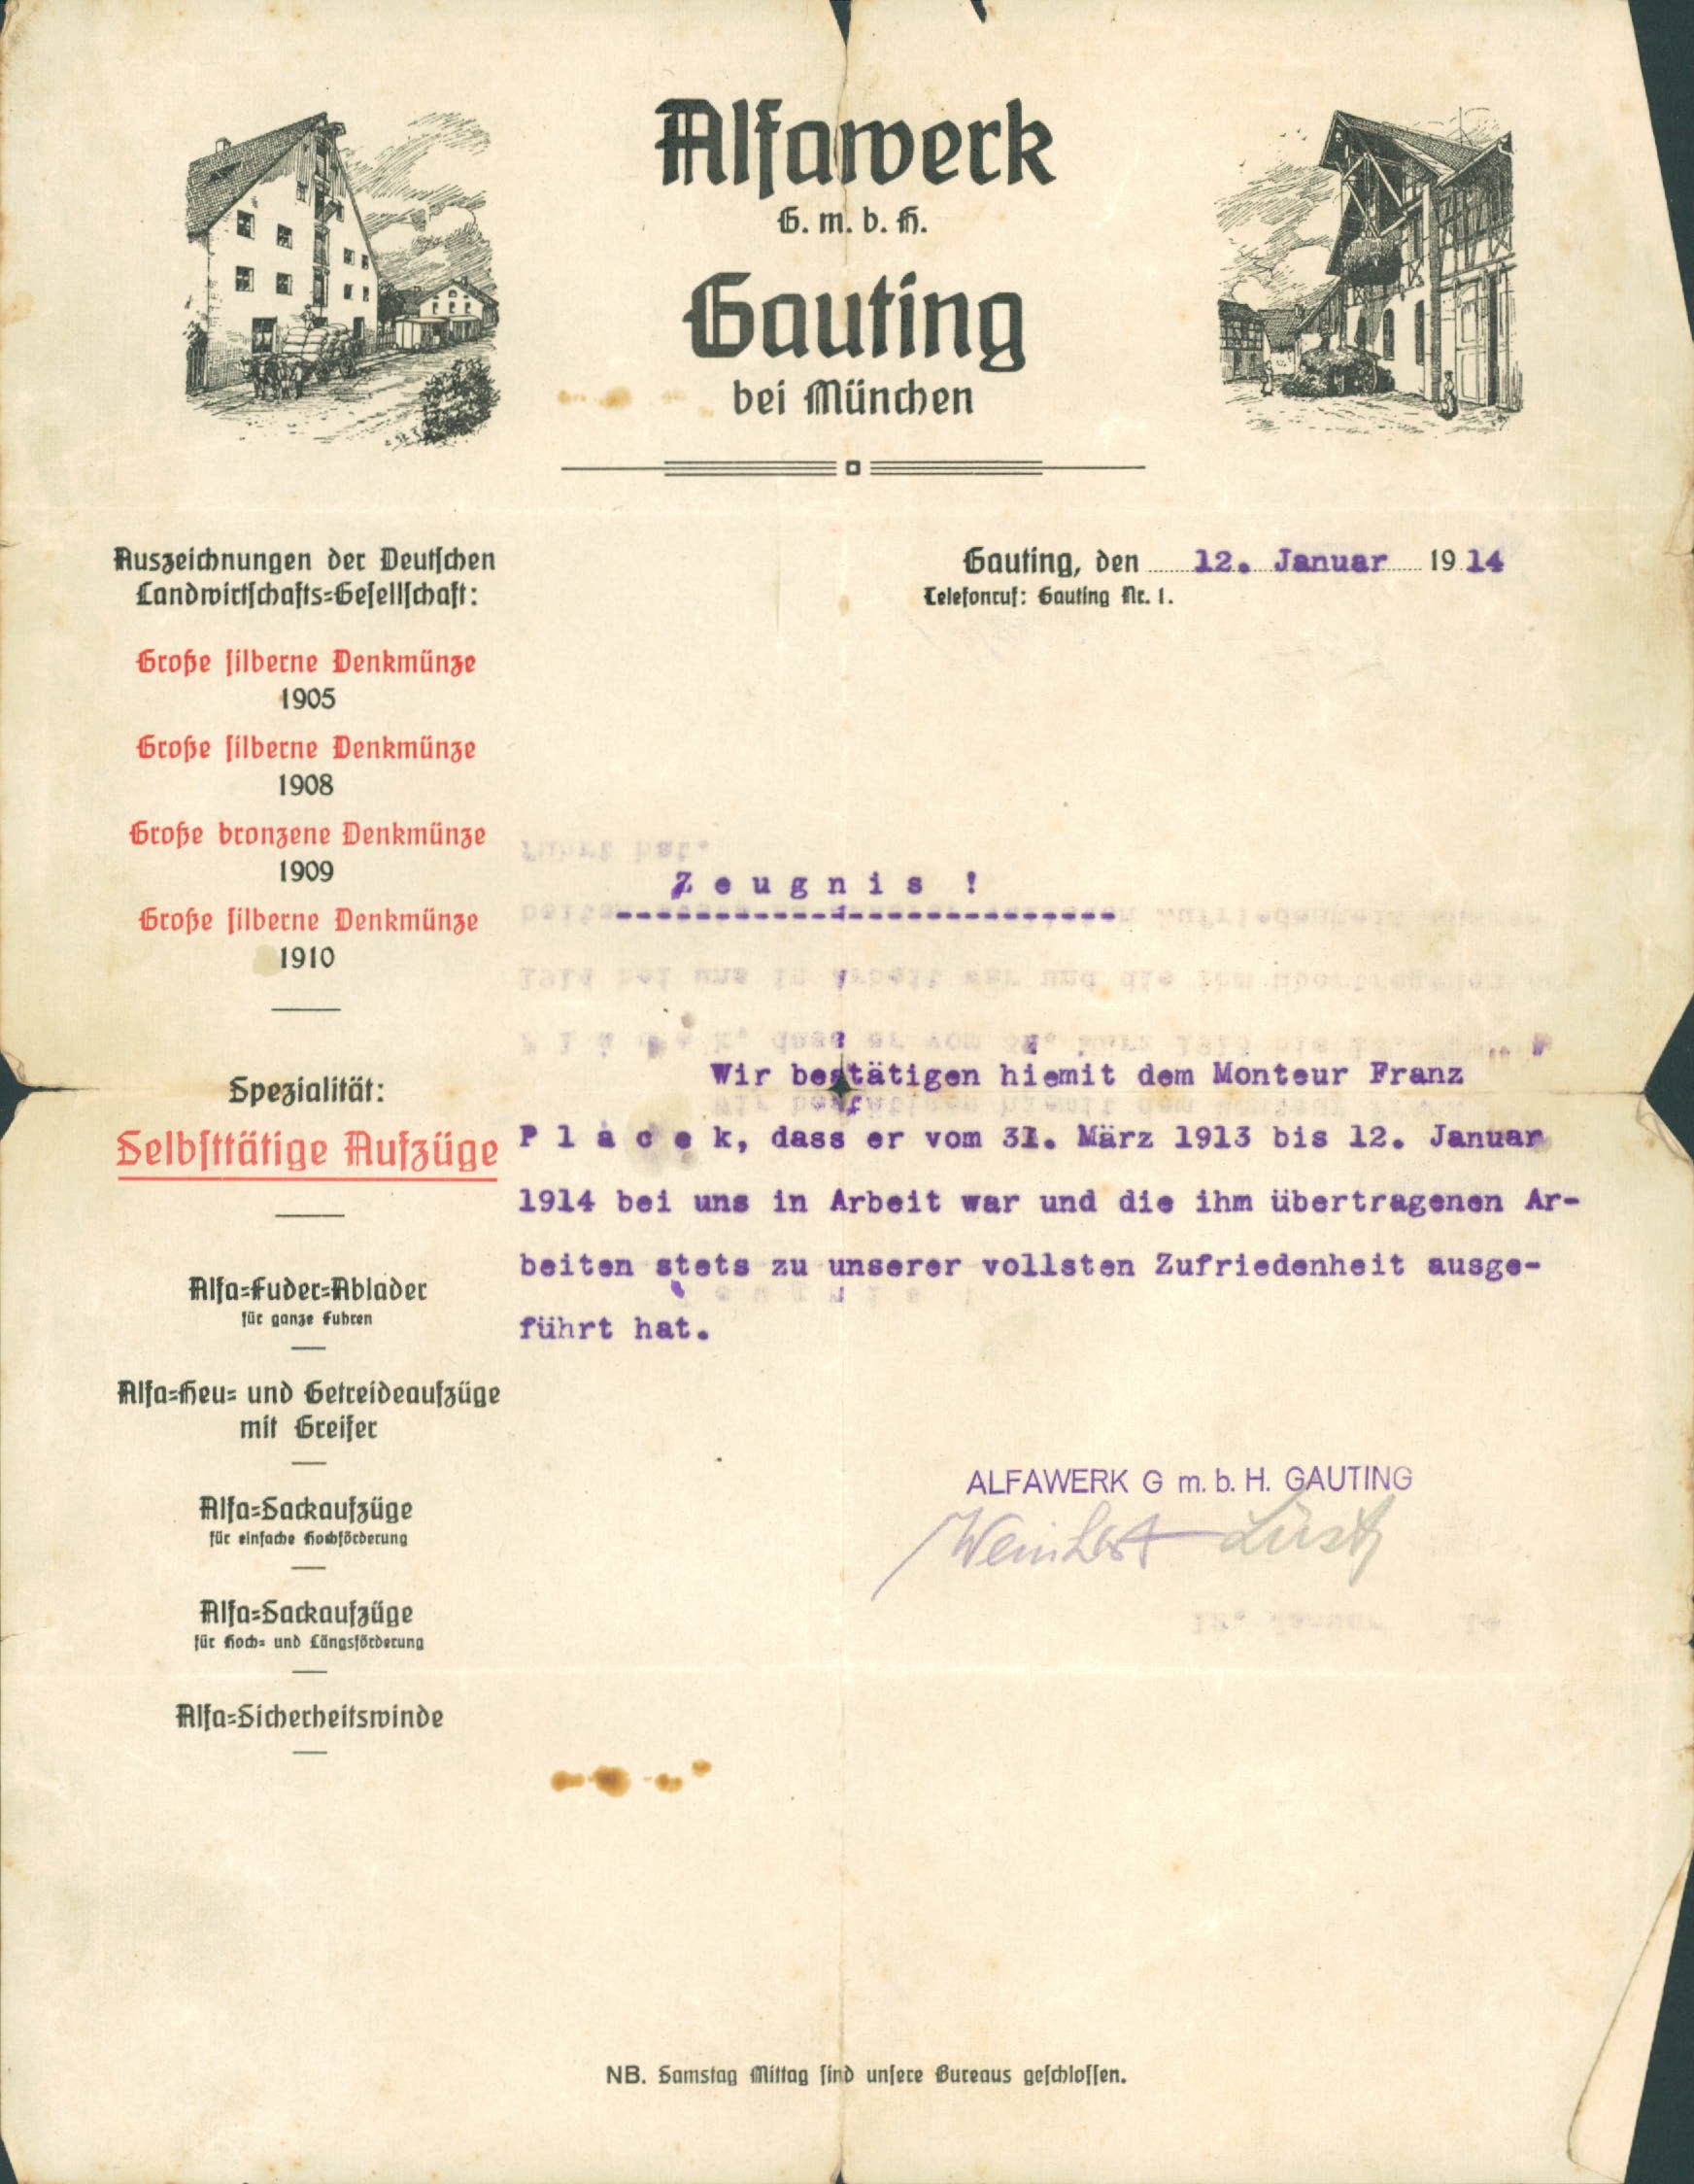 Alfawerk
G. m. b. H.
Gauting
bei München
Auszeichnungen der Deutschen
Landwirtschafts=Gesellschaft:
Große silberne Denkmünze
1905
Große silberne Denkmünze
1908
Große bronzene Denkmünze
1909
Große silberne Denkmünze
1910
Spezialität:
Selbsttätige Aufzüge
Alfa=Fuder=Ablader
für ganze Fuhren
Alfa=Heu= und Getreideaufzüge
mit Greifer
Alfa=Sackaufzüge
für einfache Hochförderung
Alfa=Sackaufzüge
für Hoch= und Längsförderung
Alfa=Sicherheitswinde
Gauting, den 12. Januar 1914
Telefonruf: Gauting Nr. 1.
Zeugnis !
Wir bestätigen hiemit dem Monteur Franz
P l a c e k, dass er vom 31. März 1913 bis 12. Januar
1914 bei uns in Arbeit war und die ihm übertragenen Ar-
beiten stets zu unserer vollsten Zufriedenheit ausge-
führt hat.
ALFAWERK G m. b. H. GAUTING
NB. Samstag Mittag sind unsere Bureaus geschlossen.